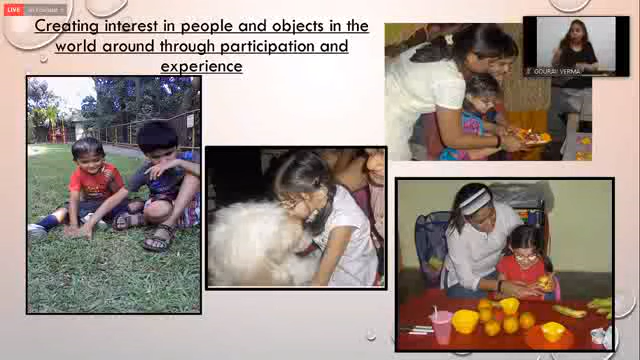 LIVE
Creating interest in people and objects in the
world around through participation and
experience
GOURAV VERMA